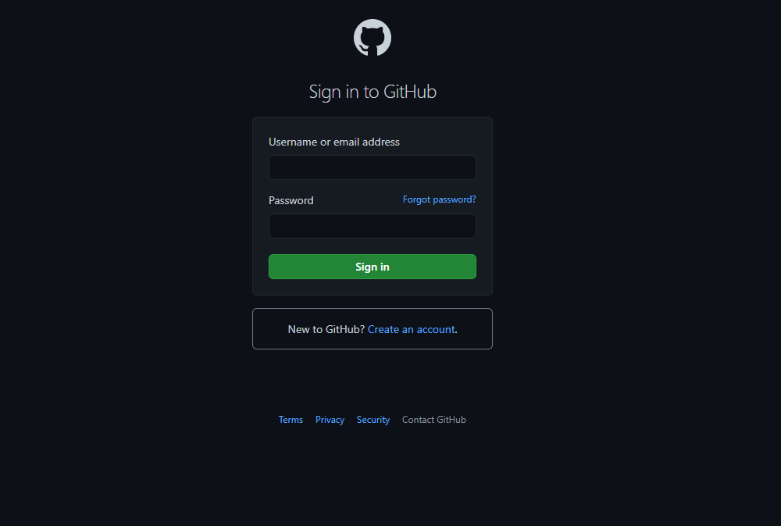 Sign in to GitHub
Username or email address
Password Forgot password?
Sign in
New to GitHub? Create an account.
Terms Privacy Security Contact GitHub